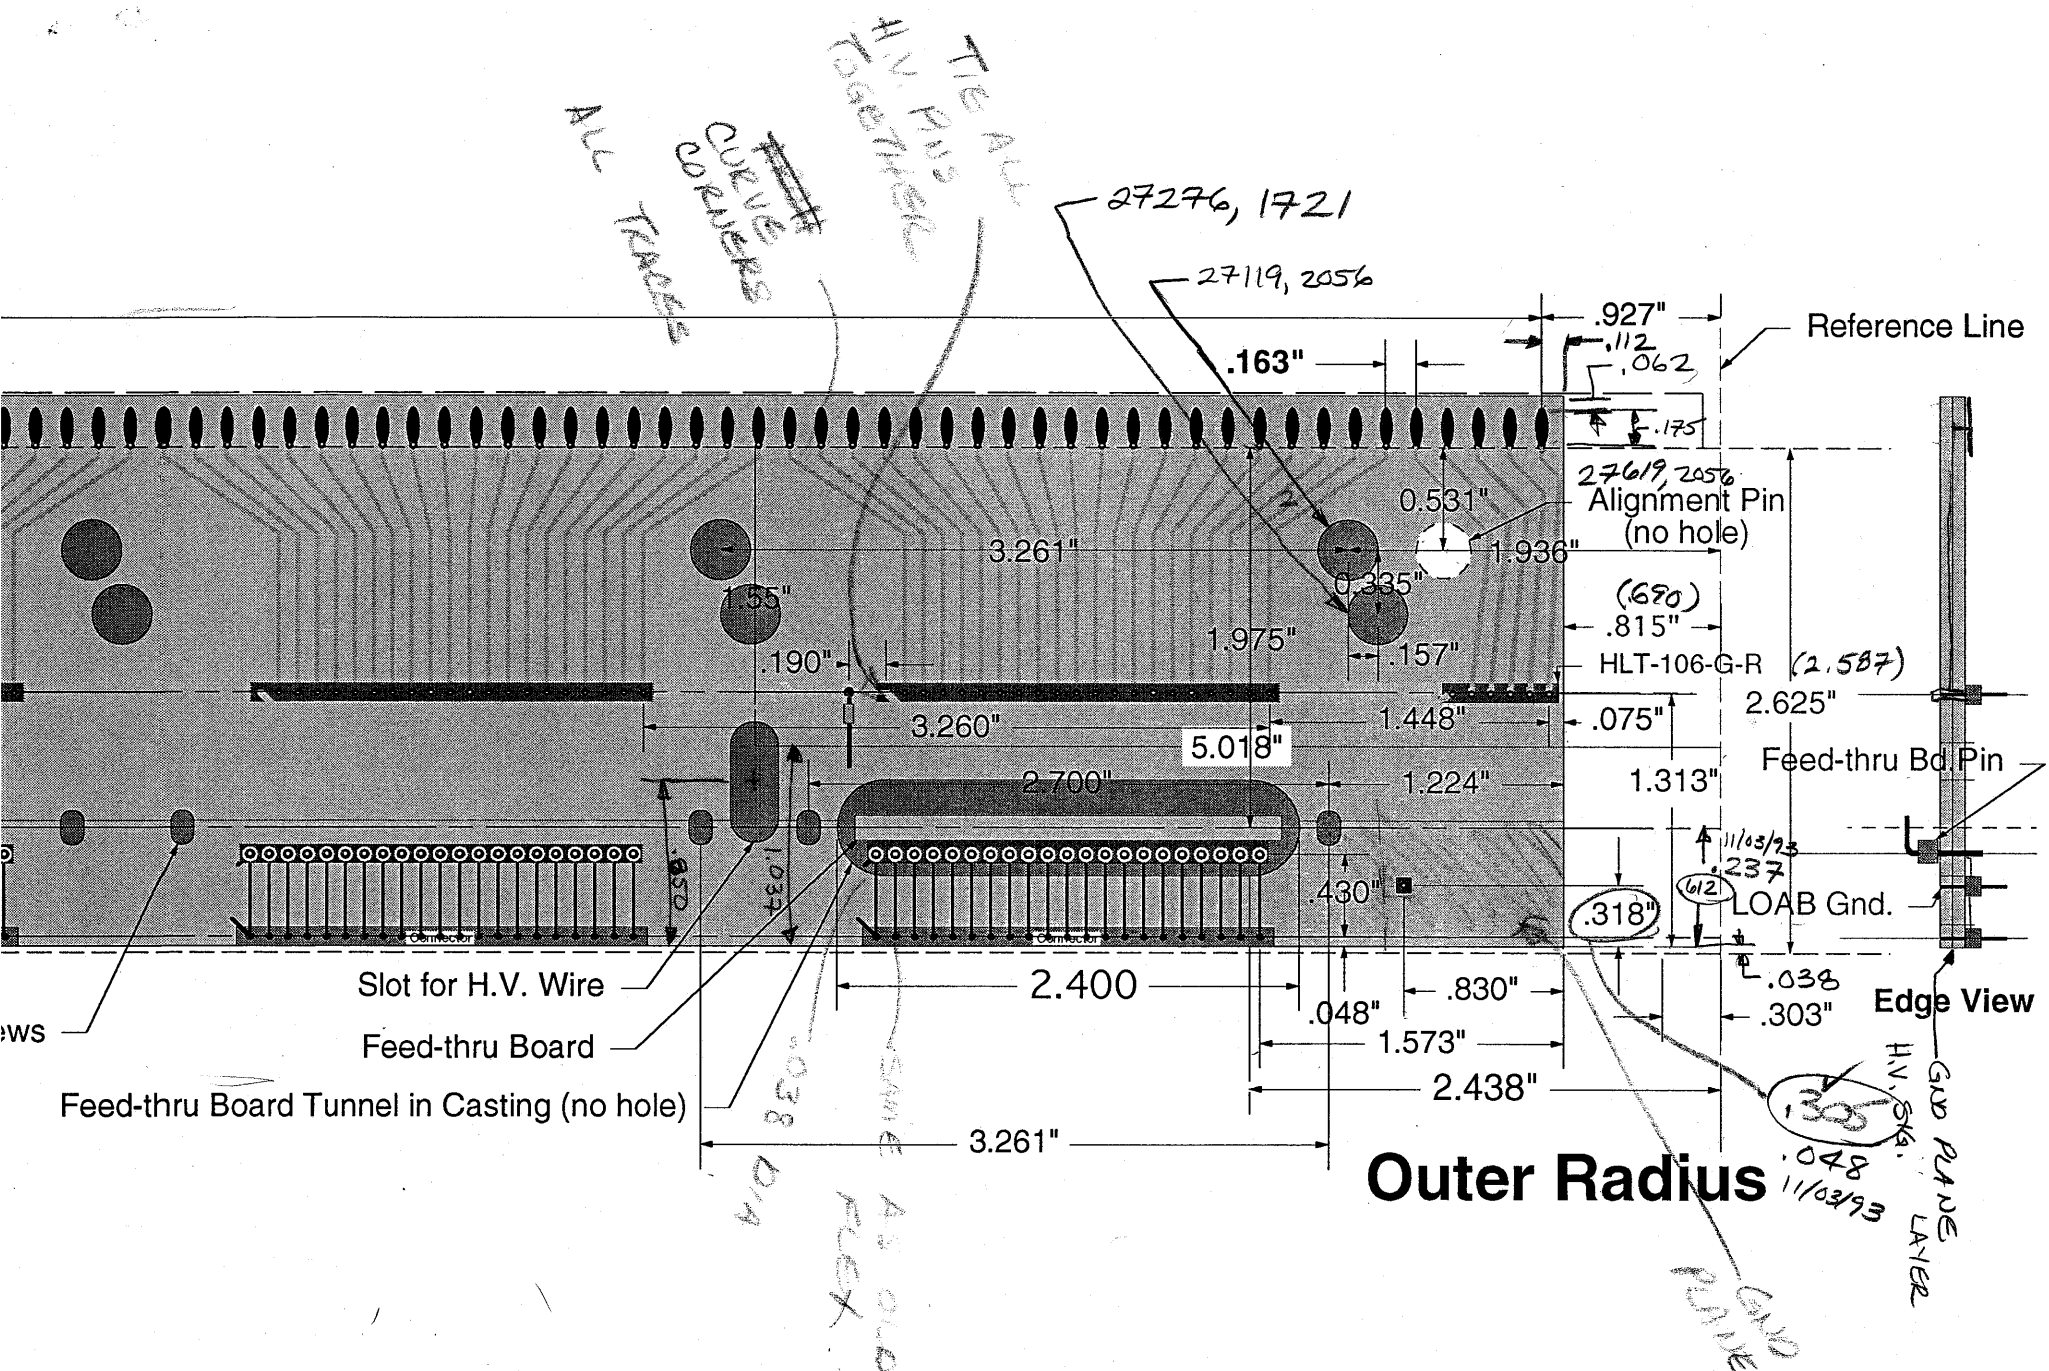 TIE ALL
H.V. PINS
TOGETHER
CURVE
CORNERS
ALL TRACES
27276, 1721
27119, 2056
.927"
Reference Line
.112
.163"
.062
.175
27619, 2056
Alignment Pin
(no hole)
0.531"
2
3.261"
1.936"
0.335"
1.55"
(.690)
.815"
1.975"
.190"
.157"
HLT-106-G-R
(2.587)
2.625"
3.260"
1.448"
.075"
5.018"
Feed-thru Bd.Pin
2.700"
1.224"
1.313"
11/03/93
.237
.850
1.037
.430"
.612
.318"
LOAB Gnd.
Connector
Connector
Slot for H.V. Wire
2.400
.830"
.038
.048"
.303"
Edge View
ews
Feed-thru Board
1.573"
Feed-thru Board Tunnel in Casting (no hole)
2.438"
3.261"
.038 DIA
SAME AS OLD
FLEX
.305
.048
11/03/93
Outer Radius
H.V. SIG.
GND PLANE
LAYER
GND
PLANE